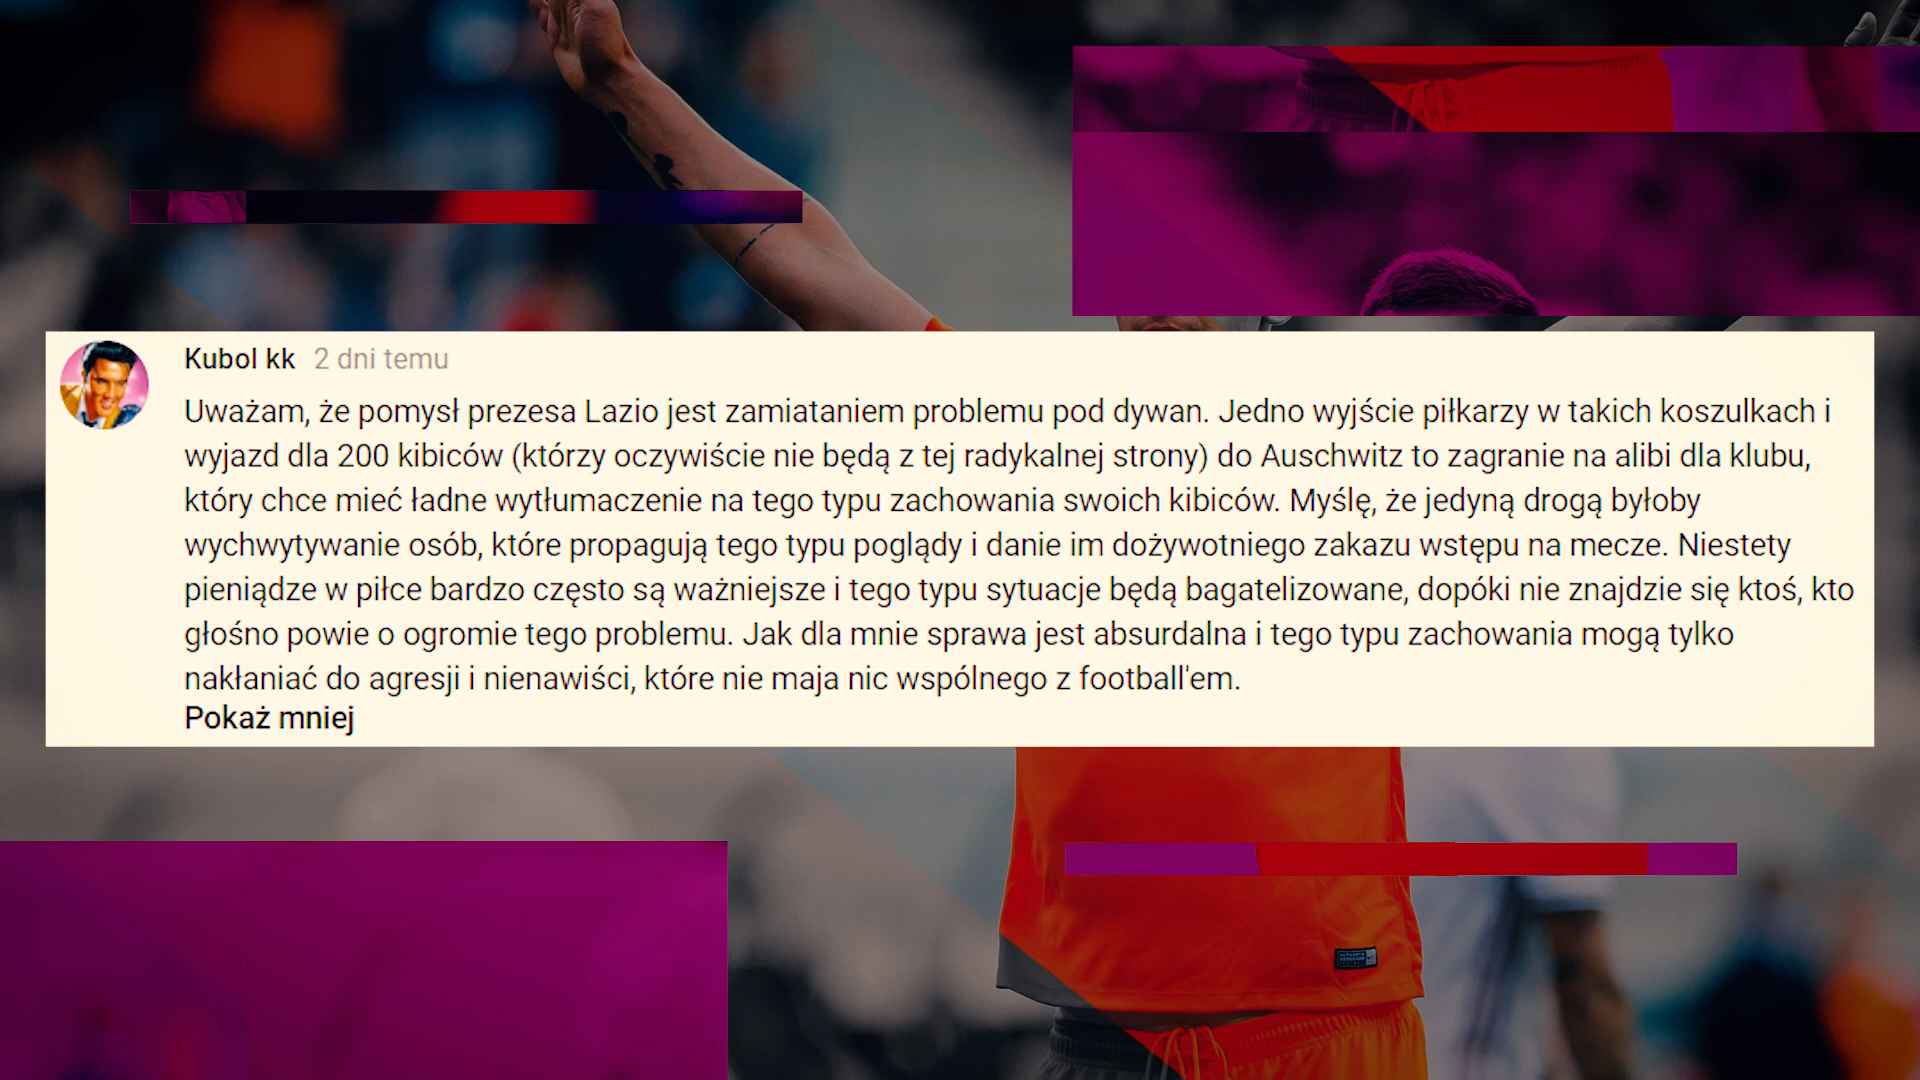 Kubol kk 2 dni temu
Uważam, że pomysł prezesa Lazio jest zamiataniem problemu pod dywan. Jedno wyjście piłkarzy w takich koszulkach i
wyjazd dla 200 kibiców (którzy oczywiście nie będą z tej radykalnej strony) do Auschwitz to zagranie na alibi dla klubu,
który chce mieć ładne wytłumaczenie na tego typu zachowania swoich kibiców. Myślę, że jedyną drogą byłoby
wychwytywanie osób, które propagują tego typu poglądy i danie im dożywotniego zakazu wstępu na mecze. Niestety
pieniądze w piłce bardzo często są ważniejsze i tego typu sytuacje będą bagatelizowane, dopóki nie znajdzie się ktoś, kto
głośno powie o ogromie tego problemu. Jak dla mnie sprawa jest absurdalna i tego typu zachowania mogą tylko
nakłaniać do agresji i nienawiści, które nie maja nic wspólnego z football'em.
Pokaż mniej
AUTHENTIC